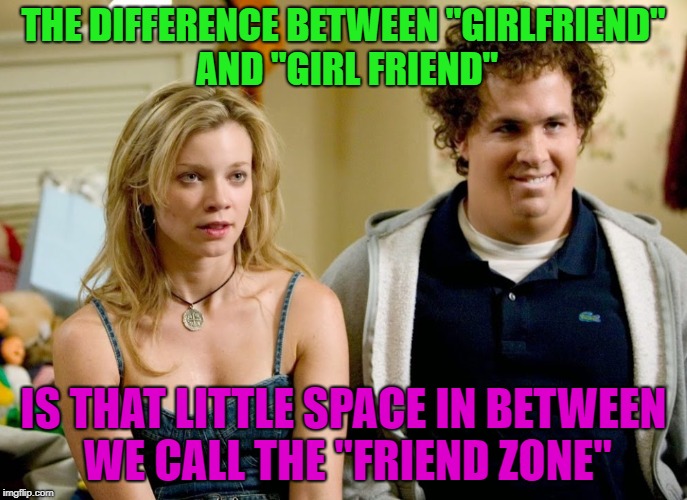 THE DIFFERENCE BETWEEN "GIRLFRIEND"
AND "GIRL FRIEND"
IS THAT LITTLE SPACE IN BETWEEN
WE CALL THE "FRIEND ZONE"
imgflip.com